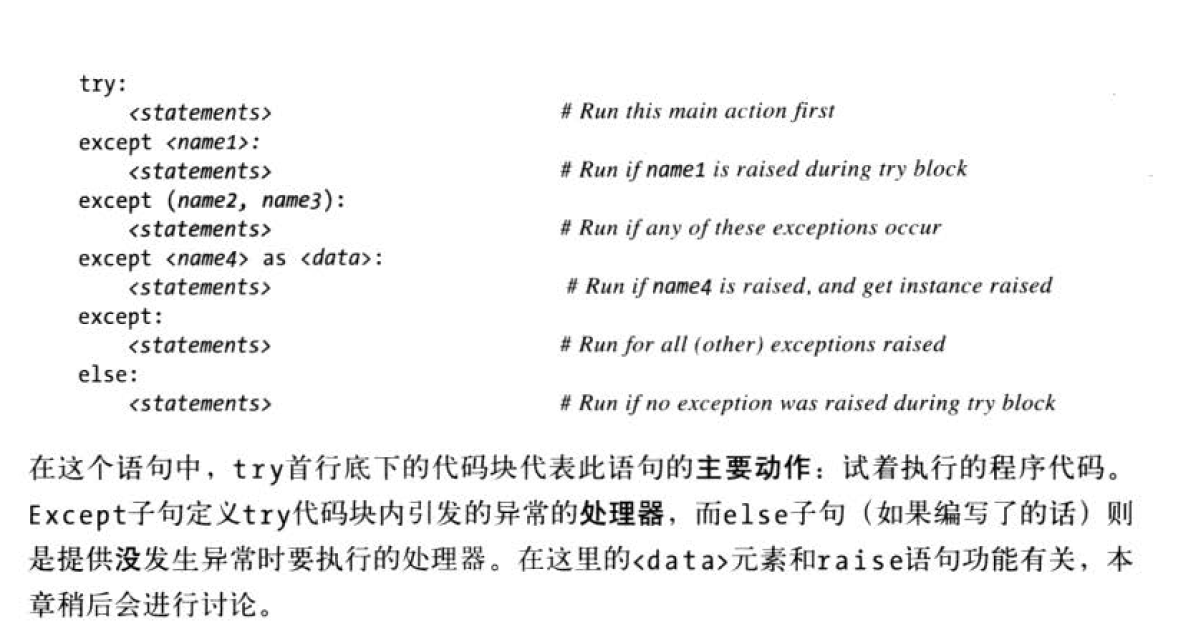 try:
<statements> # Run this main action first
except <name1>:
<statements> # Run if name1 is raised during try block
except (name2, name3):
<statements> # Run if any of these exceptions occur
except <name4> as <data>:
<statements> # Run if name4 is raised, and get instance raised
except:
<statements> # Run for all (other) exceptions raised
else:
<statements> # Run if no exception was raised during try block
在这个语句中，try首行底下的代码块代表此语句的主要动作：试着执行的程序代码。
Except子句定义try代码块内引发的异常的处理器，而else子句（如果编写了的话）则
是提供没发生异常时要执行的处理器。在这里的<data>元素和raise语句功能有关，本
章稍后会进行讨论。